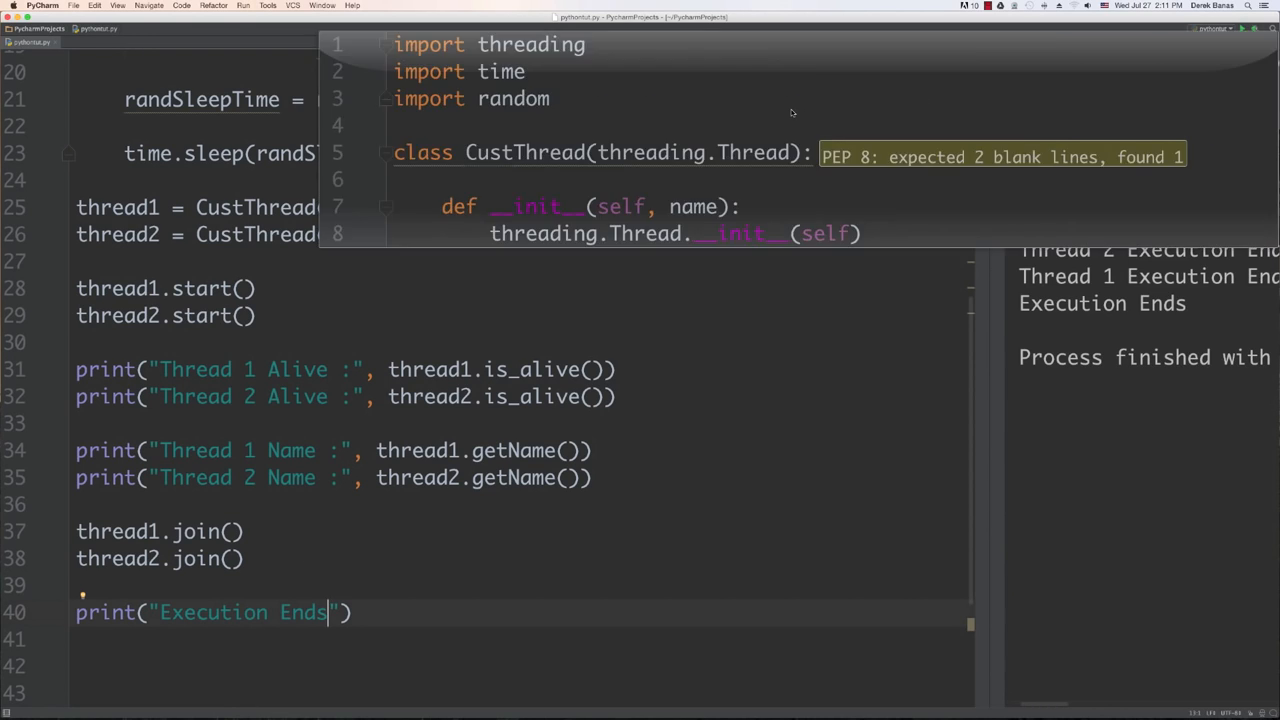 PyCharm File Edit View Navigate Code Refactor Run Tools VCS Window Help
10 Wed Jul 27 2:11 PM Derek Banas
pythontut.py - PycharmProjects - [~/PycharmProjects]
PycharmProjects pythontut.py pythontut
pythontut.py
1 import threading
2 import time
3 import random
4
5 class CustThread(threading.Thread): PEP 8: expected 2 blank lines, found 1
6
7 def __init__(self, name):
8 threading.Thread.__init__(self)
20
21 randSleepTime =
22
23 time.sleep(randS
24
25 thread1 = CustThread
26 thread2 = CustThread
27
28 thread1.start()
29 thread2.start()
30
31 print("Thread 1 Alive :", thread1.is_alive())
32 print("Thread 2 Alive :", thread2.is_alive())
33
34 print("Thread 1 Name :", thread1.getName())
35 print("Thread 2 Name :", thread2.getName())
36
37 thread1.join()
38 thread2.join()
39
40 print("Execution Ends")
41
42
43
Thread 2 Execution End
Thread 1 Execution End
Execution Ends
Process finished with